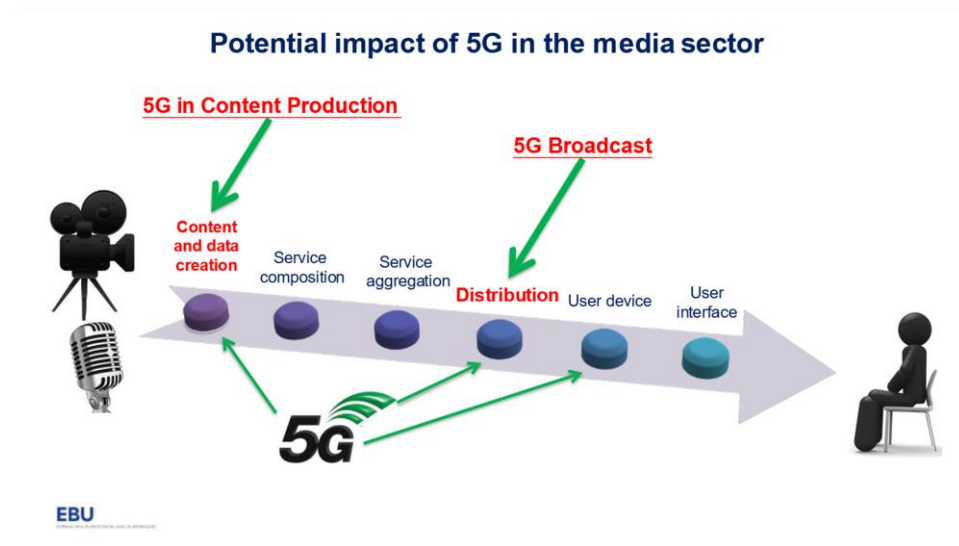 Potential impact of 5G in the media sector
5G in Content Production
5G Broadcast
Content
and data
creation
Service
composition
Service
aggregation
Distribution
User device
User
interface
5G
EBU